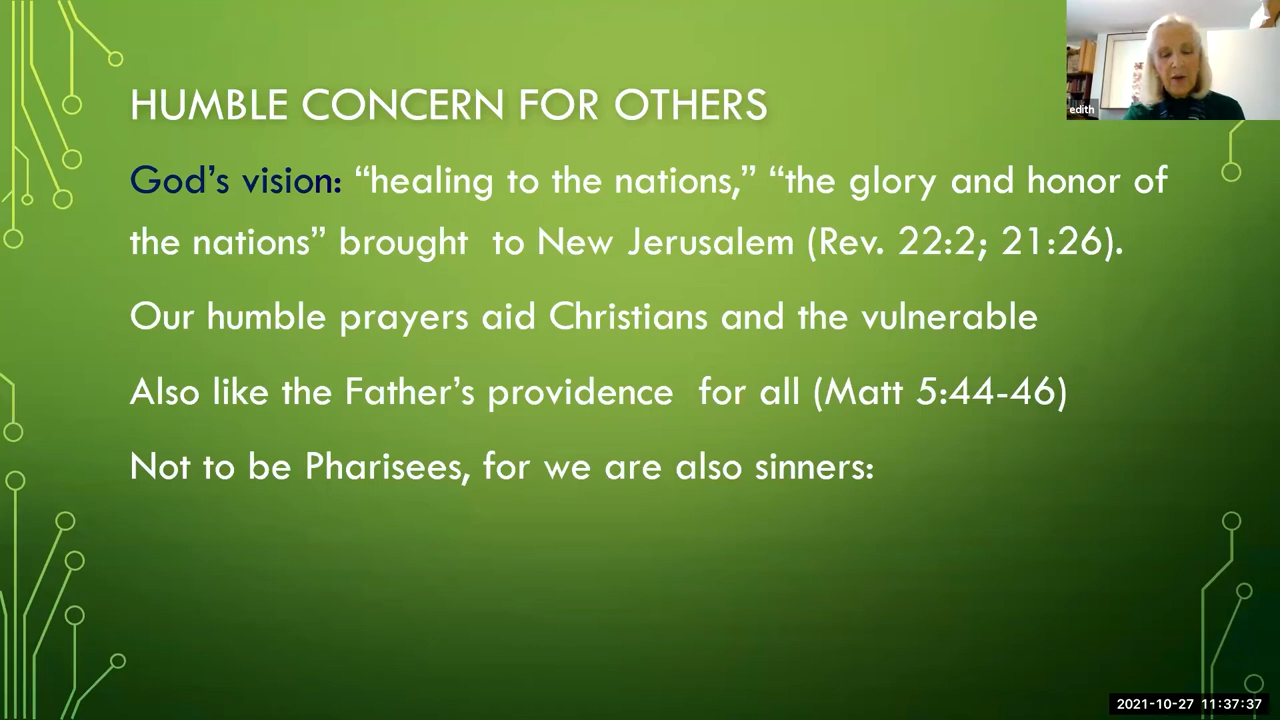 HUMBLE CONCERN FOR OTHERS
God's vision: “healing to the nations,” “the glory and honor of
the nations” brought  to New Jerusalem (Rev. 22:2; 21:26).
Our humble prayers aid Christians and the vulnerable
Also like the Father's providence  for all (Matt 5:44-46)
Not to be Pharisees, for we are also sinners:
edith
2021-10-27 11:37:37